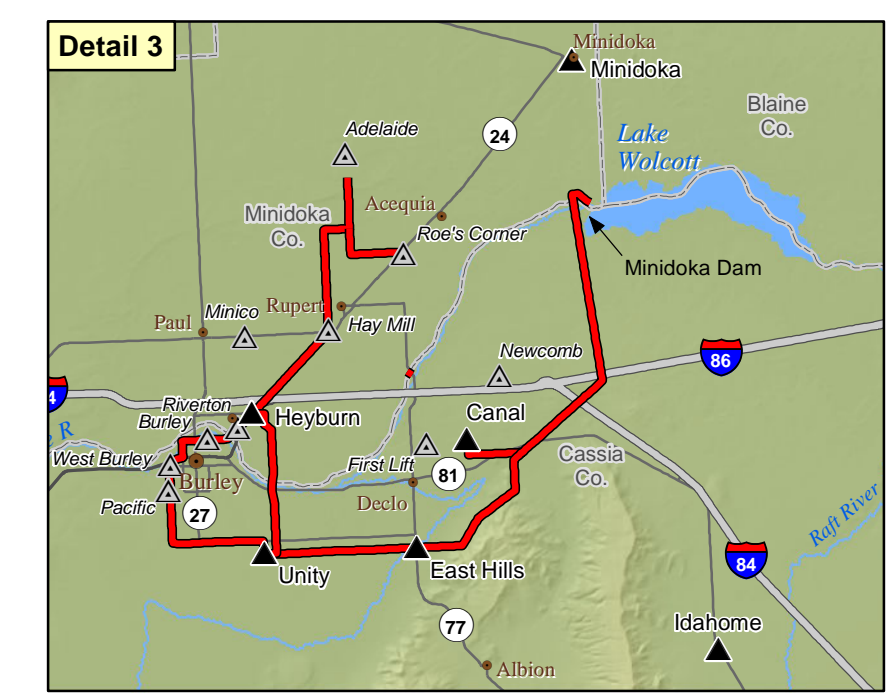 Detail 3
Minidoka
Minidoka
Blaine
Co.
24
Lake
Wolcott
Adelaide
Acequia
Minidoka
Co.
Roe's Corner
Minidoka Dam
Rupert
Minico
Paul
Hay Mill
Newcomb
86
4
Riverton
Heyburn
Canal
Burley
e R
West Burley
Burley
First Lift
81
Cassia
Co.
Pacific
27
Declo
Raft River
84
Unity
East Hills
77
Idahome
Albion